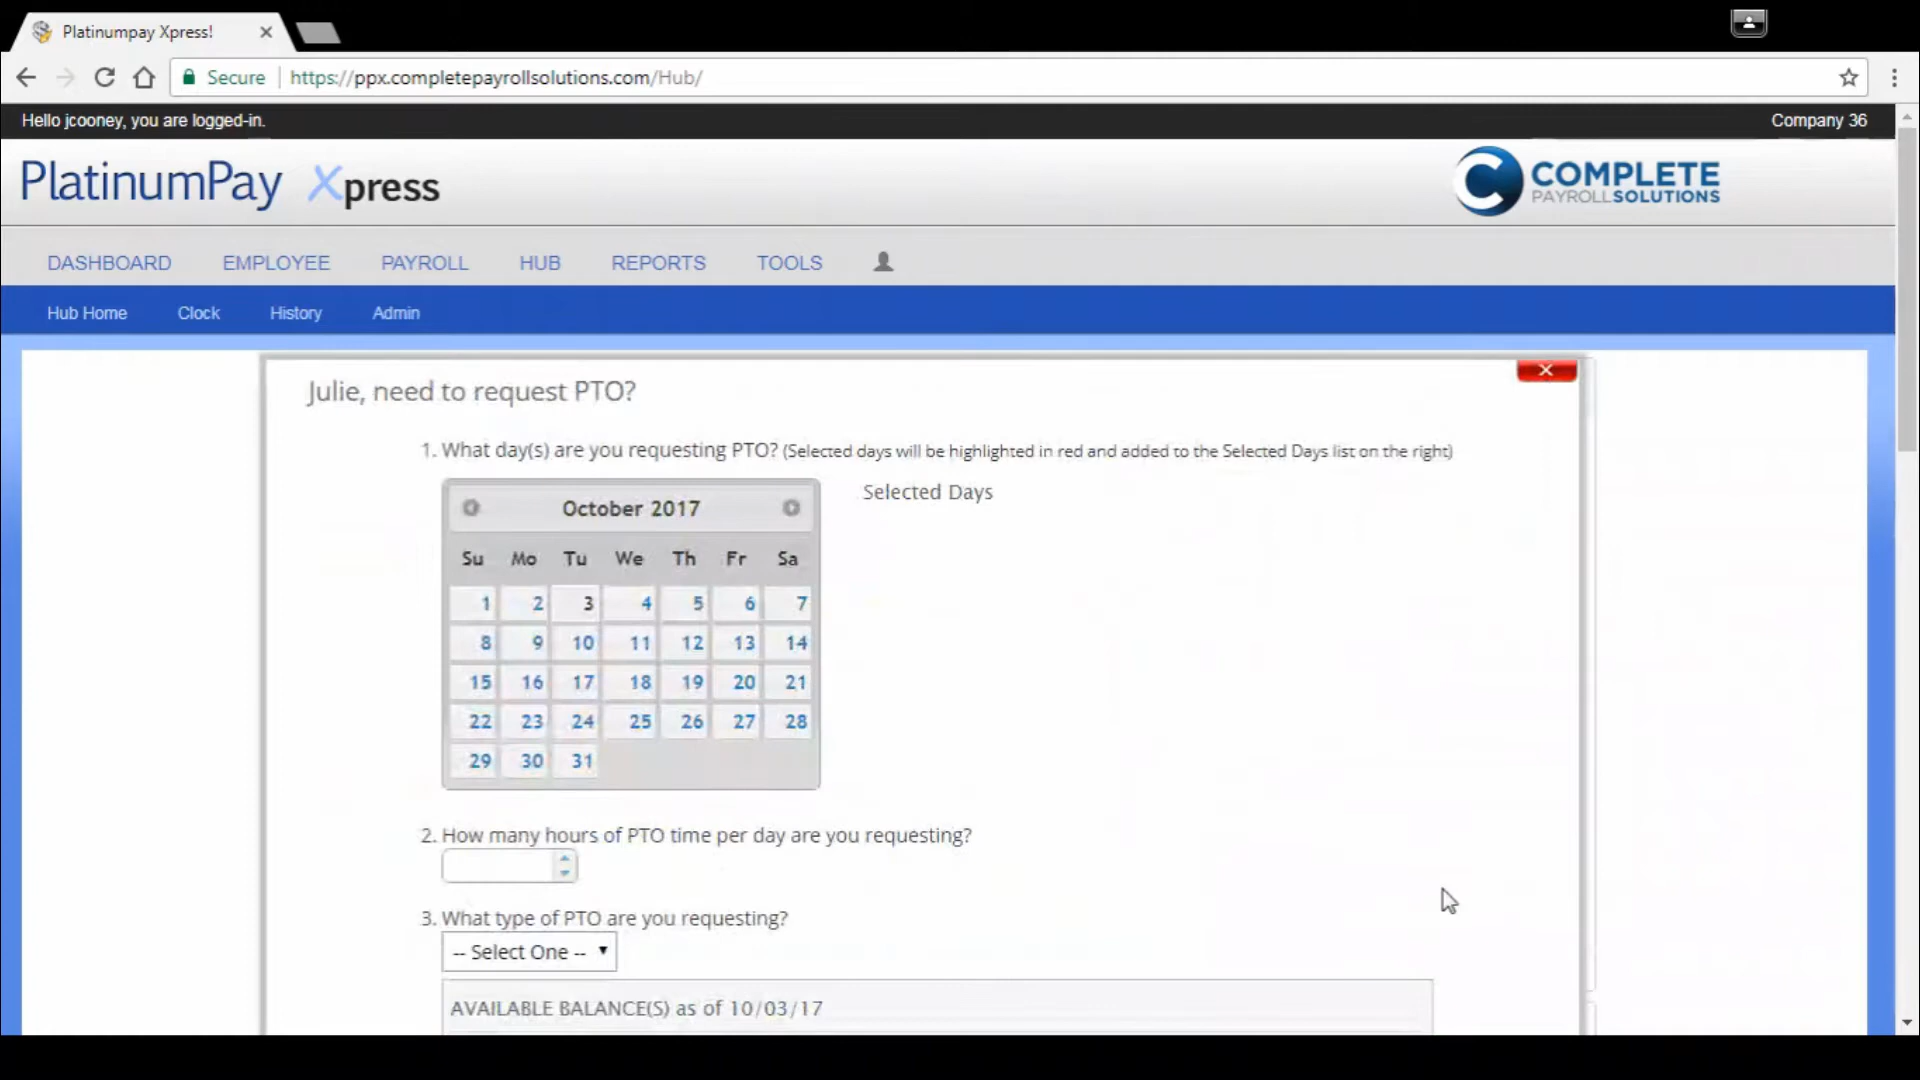 Platinumpay Xpress!
Secure https://ppx.completepayrollsolutions.com/Hub/
Hello jcooney, you are logged-in. Company 36
PlatinumPay Xpress
COMPLETE
PAYROLLSOLUTIONS
DASHBOARD EMPLOYEE PAYROLL HUB REPORTS TOOLS
Hub Home Clock History Admin
Julie, need to request PTO?
1. What day(s) are you requesting PTO? (Selected days will be highlighted in red and added to the Selected Days list on the right)
Selected Days
October 2017
Su Mo Tu We Th Fr Sa
1 2 3 4 5 6 7
8 9 10 11 12 13 14
15 16 17 18 19 20 21
22 23 24 25 26 27 28
29 30 31
2. How many hours of PTO time per day are you requesting?
3. What type of PTO are you requesting?
-- Select One --
AVAILABLE BALANCE(S) as of 10/03/17